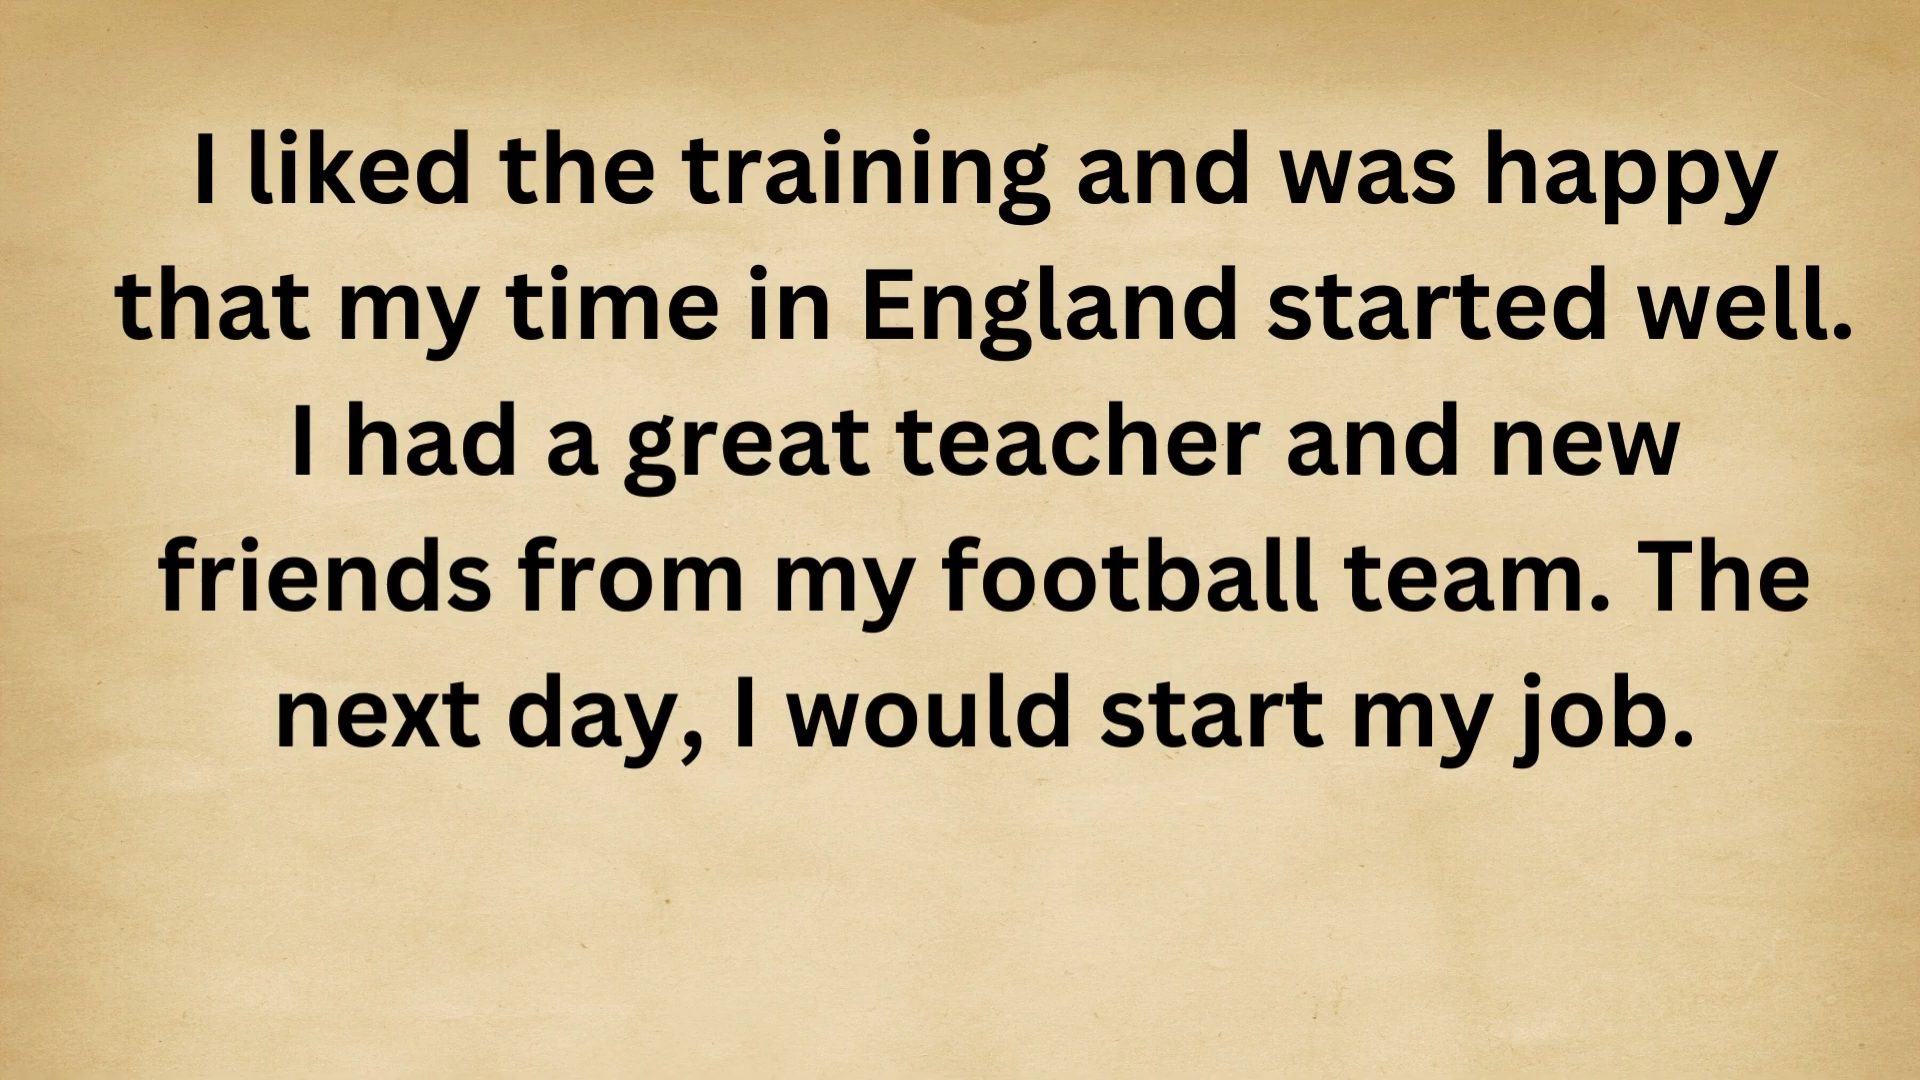 I liked the training and was happy
that my time in England started well.
I had a great teacher and new
friends from my football team. The
next day, I would start my job.